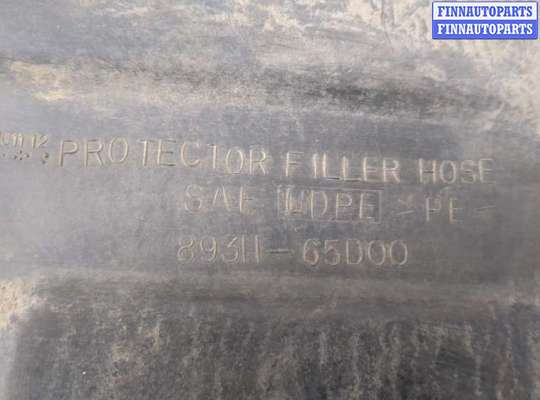 FINNAUTOPARTS
FINNAUTOPARTS
PROTECTOR FILLER HOSE
SAE HDPE >PE<
89311-65D00